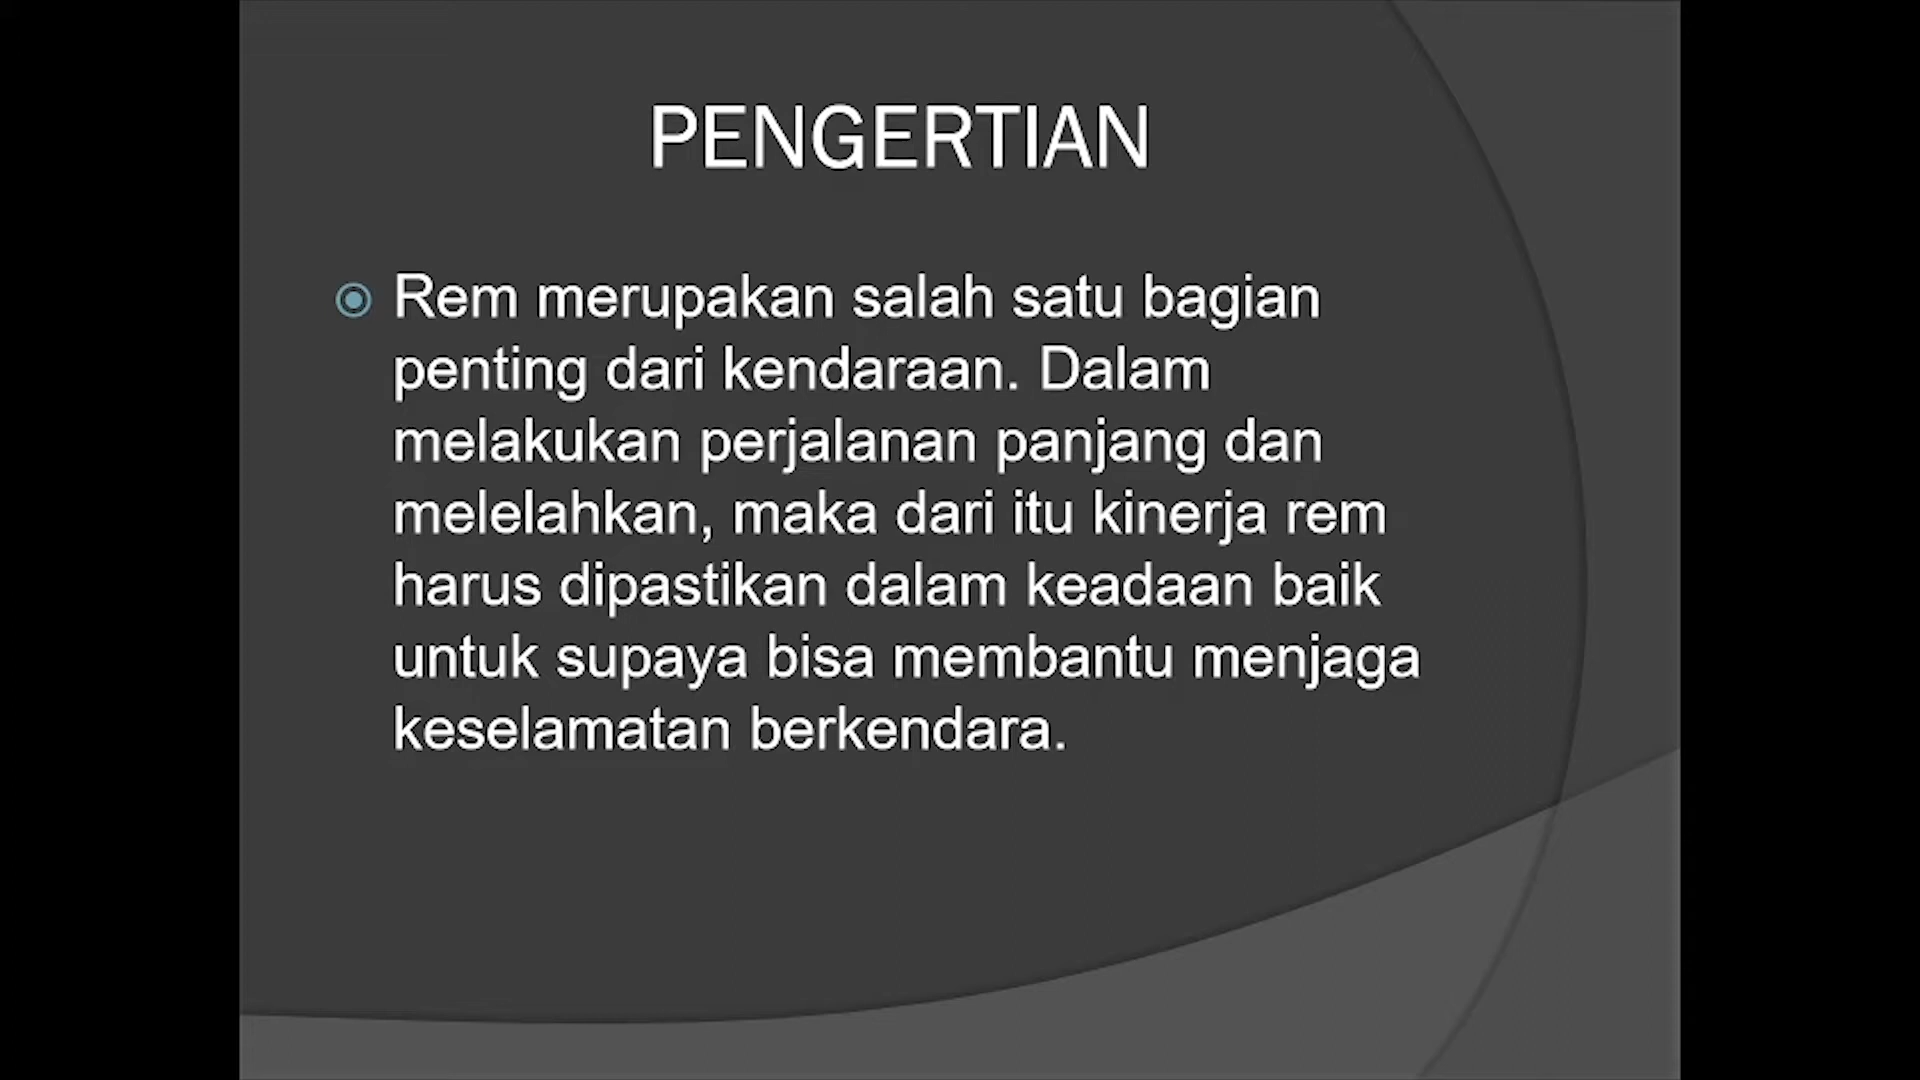 PENGERTIAN
Rem merupakan salah satu bagian
penting dari kendaraan. Dalam
melakukan perjalanan panjang dan
melelahkan, maka dari itu kinerja rem
harus dipastikan dalam keadaan baik
untuk supaya bisa membantu menjaga
keselamatan berkendara.